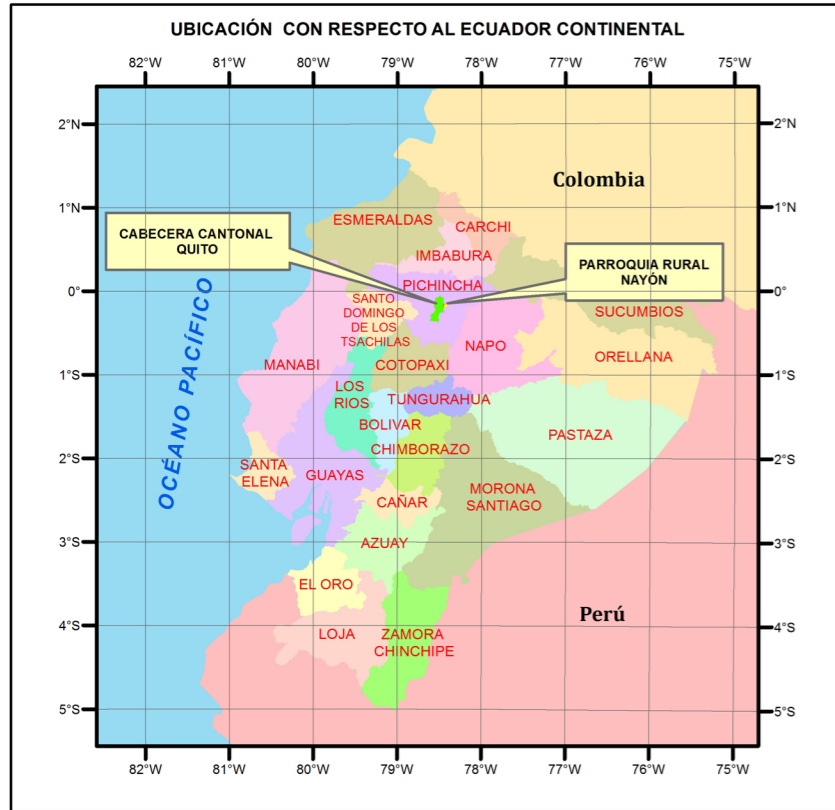 UBICACIÓN CON RESPECTO AL ECUADOR CONTINENTAL
82°W 81°W 80°W 79°W 78°W 77°W 76°W 75°W
2°N 2°N
Colombia
1°N 1°N
ESMERALDAS
CARCHI
CABECERA CANTONAL
QUITO
IMBABURA
PARROQUIA RURAL
NAYÓN
PICHINCHA
0° 0°
SANTO
DOMINGO
DE LOS
TSACHILAS
SUCUMBIOS
OCÉANO PACÍFICO
NAPO
ORELLANA
MANABI
COTOPAXI
1°S 1°S
LOS
RIOS
TUNGURAHUA
BOLIVAR
PASTAZA
CHIMBORAZO
2°S 2°S
SANTA
ELENA
GUAYAS
MORONA
SANTIAGO
CAÑAR
3°S 3°S
AZUAY
EL ORO
Perú
4°S 4°S
LOJA
ZAMORA
CHINCHIPE
5°S 5°S
82°W 81°W 80°W 79°W 78°W 77°W 76°W 75°W